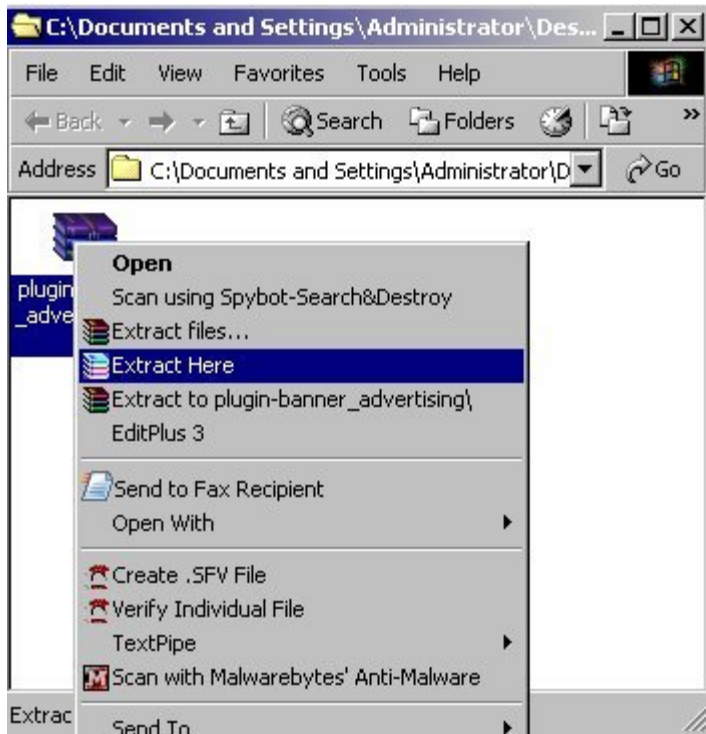 C:\Documents and Settings\Administrator\Des...
File Edit View Favorites Tools Help
Back Search Folders »
Address C:\Documents and Settings\Administrator\D Go
plugin
_adve
Open
Scan using Spybot-Search&Destroy
Extract files...
Extract Here
Extract to plugin-banner_advertising\
EditPlus 3
Send to Fax Recipient
Open With
Create .SFV File
Verify Individual File
TextPipe
Scan with Malwarebytes' Anti-Malware
Extrac
Send To